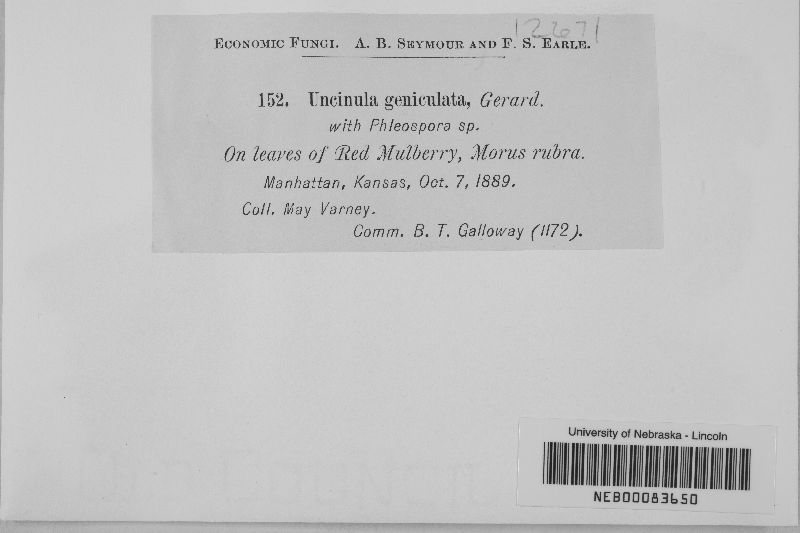 12671
Economic Fungi. A. B. Seymour and F. S. Earle.
152. Uncinula geniculata, Gerard.
with Phleospora sp.
On leaves of Red Mulberry, Morus rubra.
Manhattan, Kansas, Oct. 7, 1889.
Coll. May Varney.
Comm. B. T. Galloway (1172).
University of Nebraska - Lincoln
NEB00083650